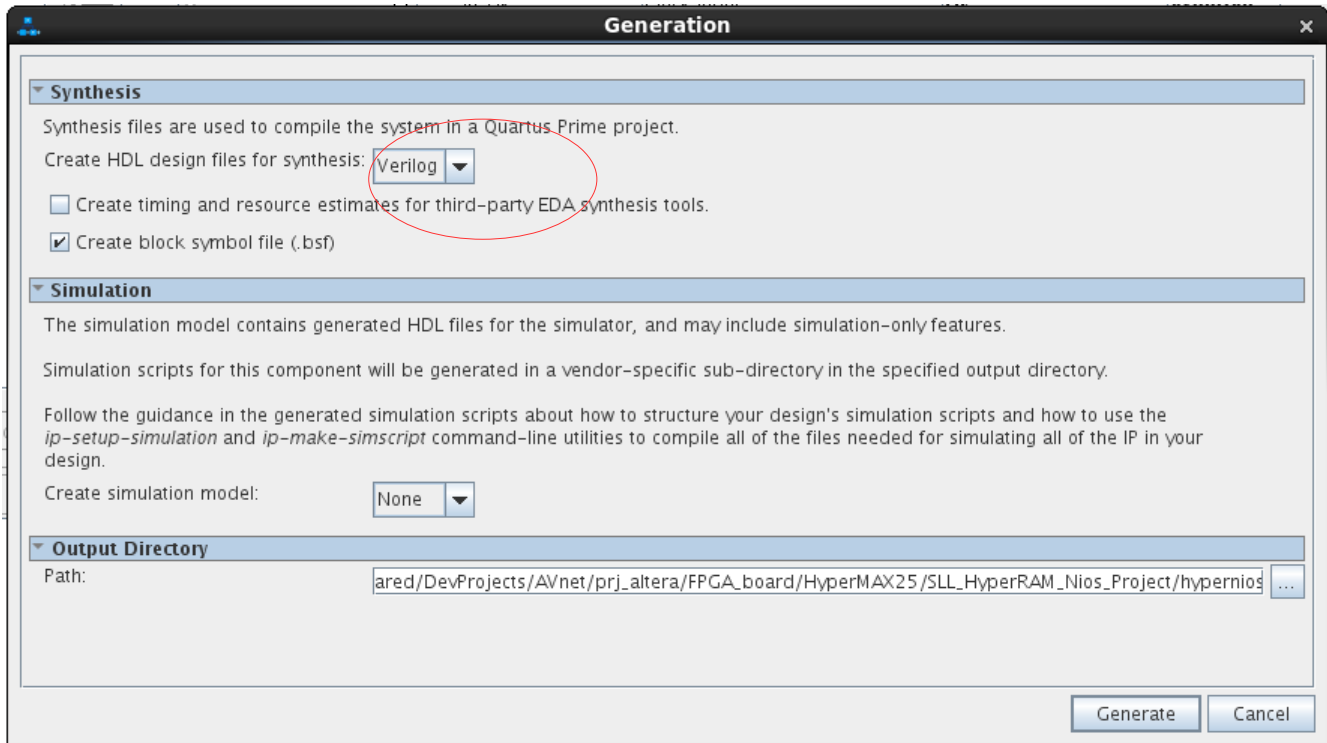 Generation
Synthesis
Synthesis files are used to compile the system in a Quartus Prime project.
Create HDL design files for synthesis: Verilog
Create timing and resource estimates for third-party EDA synthesis tools.
Create block symbol file (.bsf)
Simulation
The simulation model contains generated HDL files for the simulator, and may include simulation-only features.
Simulation scripts for this component will be generated in a vendor-specific sub-directory in the specified output directory.
Follow the guidance in the generated simulation scripts about how to structure your design's simulation scripts and how to use the
ip-setup-simulation and ip-make-simscript command-line utilities to compile all of the files needed for simulating all of the IP in your
design.
Create simulation model: None
Output Directory
Path: ared/DevProjects/AVnet/prj_altera/FPGA_board/HyperMAX25/SLL_HyperRAM_Nios_Project/hypernios ...
Generate Cancel